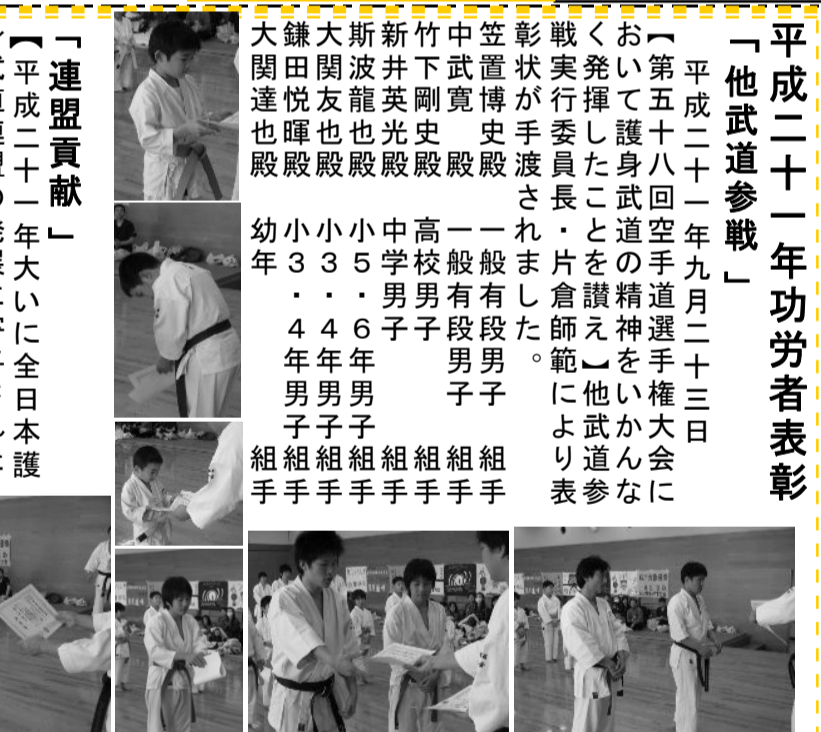 平成二十一年功労者表彰
「他武道参戦」
平成二十一年九月二十三日
【第五十八回空手道選手権大会に
おいて護身武道の精神をいかんな
く発揮したことを讃え】他武道参
戦実行委員長・片倉師範により表
彰状が手渡されました。
笠置博史殿 一般有段男子 組手
中武寛 殿 一般有段男子 組手
竹下剛史殿 高校男子 組手
新井英光殿 中学男子 組手
斯波龍也殿 小5・6年男子 組手
大関友也殿 小3・4年男子 組手
鎌田悦暉殿 小3・4年男子 組手
大関達也殿 幼年 組手
「連盟貢献」
【平成二十一年大いに全日本護